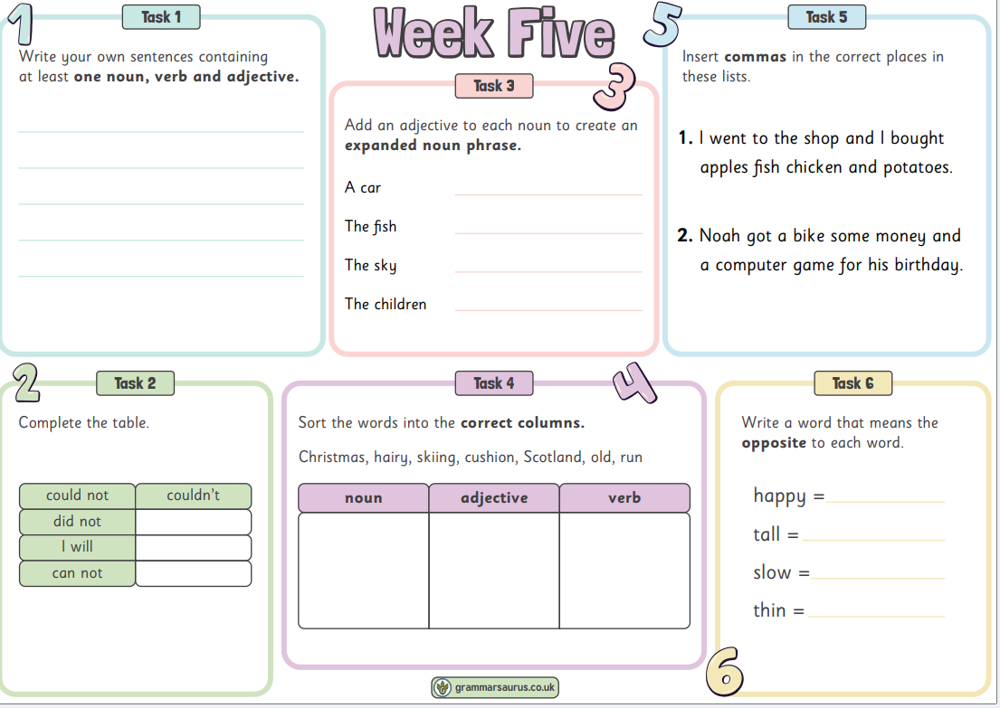 Week Five
1
Task 1
Write your own sentences containing
at least one noun, verb and adjective.
2
Task 2
Complete the table.
could not couldn't
did not
I will
can not
3
Task 3
Add an adjective to each noun to create an
expanded noun phrase.
A car
The fish
The sky
The children
4
Task 4
Sort the words into the correct columns.
Christmas, hairy, skiing, cushion, Scotland, old, run
noun adjective verb
5
Task 5
Insert commas in the correct places in
these lists.
1. I went to the shop and I bought
apples fish chicken and potatoes.
2. Noah got a bike some money and
a computer game for his birthday.
6
Task 6
Write a word that means the
opposite to each word.
happy =
tall =
slow =
thin =
grammarsaurus.co.uk